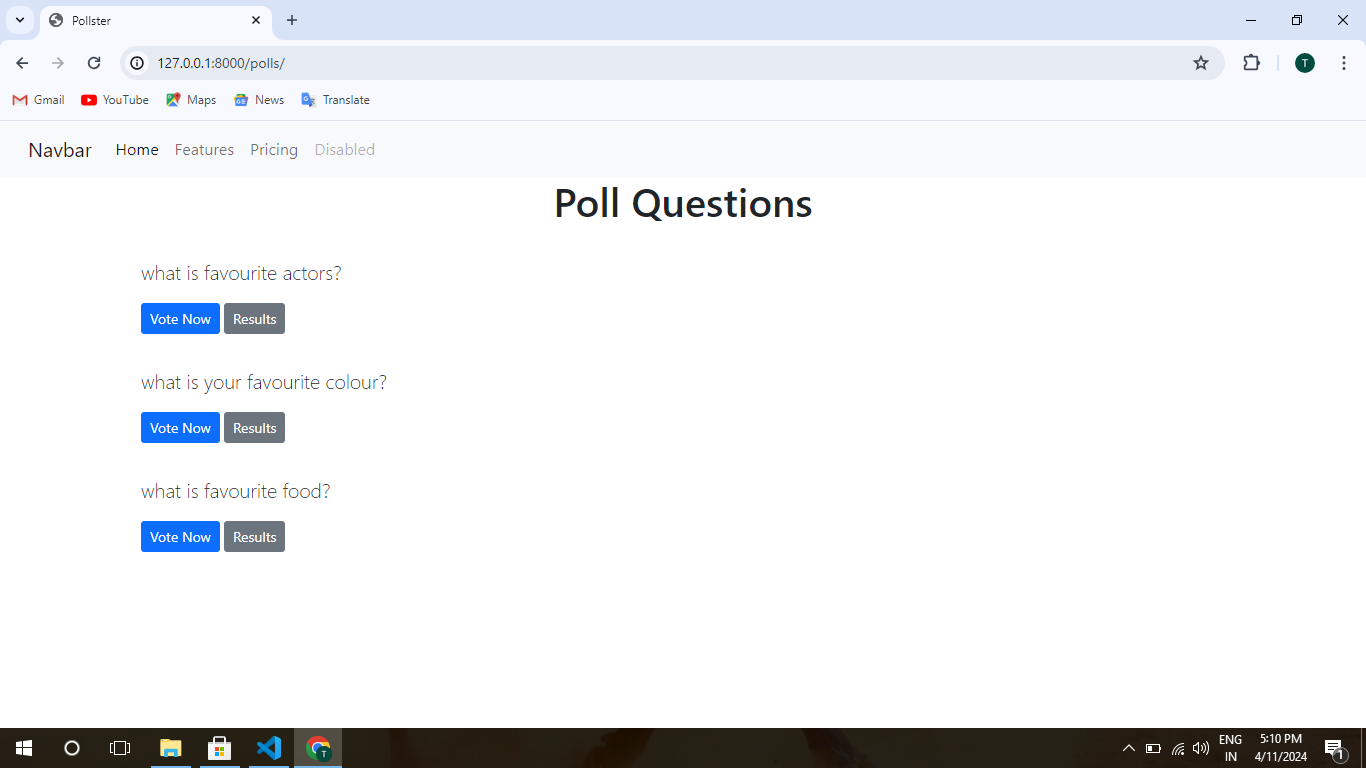 Pollster
127.0.0.1:8000/polls/
T
Gmail YouTube Maps News Translate
Navbar Home Features Pricing Disabled
Poll Questions
what is favourite actors?
Vote Now Results
what is your favourite colour?
Vote Now Results
what is favourite food?
Vote Now Results
T
ENG 5:10 PM
IN 4/11/2024 1